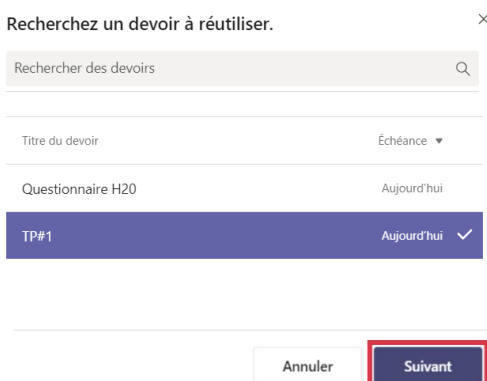 Recherchez un devoir à réutiliser.
Rechercher des devoirs
Titre du devoir Échéance
Questionnaire H20 Aujourd'hui
TP#1 Aujourd'hui
Annuler Suivant